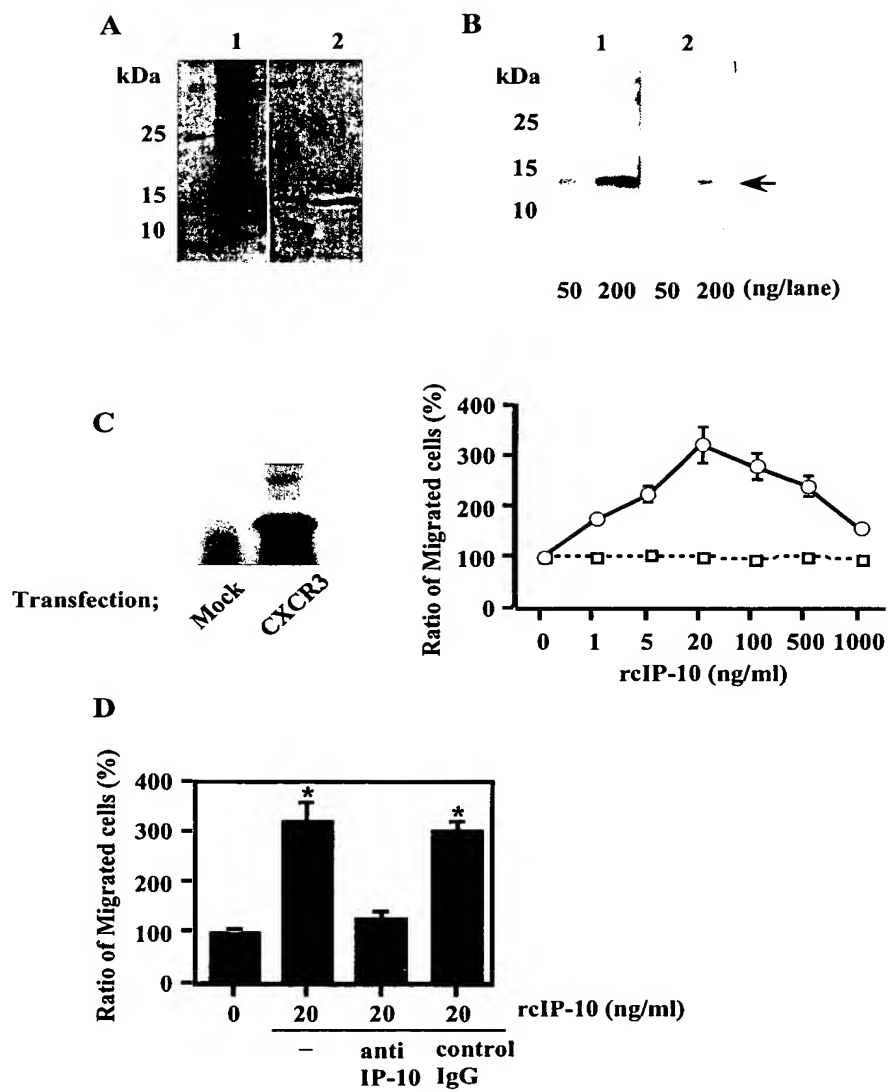 A
1 2
kDa
25
15
10
B
1 2
kDa
25
15
10
50 200 50 200 (ng/lane)
C
Transfection;
Mock
CXCR3
Ratio of Migrated cells (%)
400
300
200
100
0
0 1 5 20 100 500 1000
rcIP-10 (ng/ml)
D
Ratio of Migrated cells (%)
400
300
200
100
0
* *
0 20 20 20 rcIP-10 (ng/ml)
– anti control
IP-10 IgG